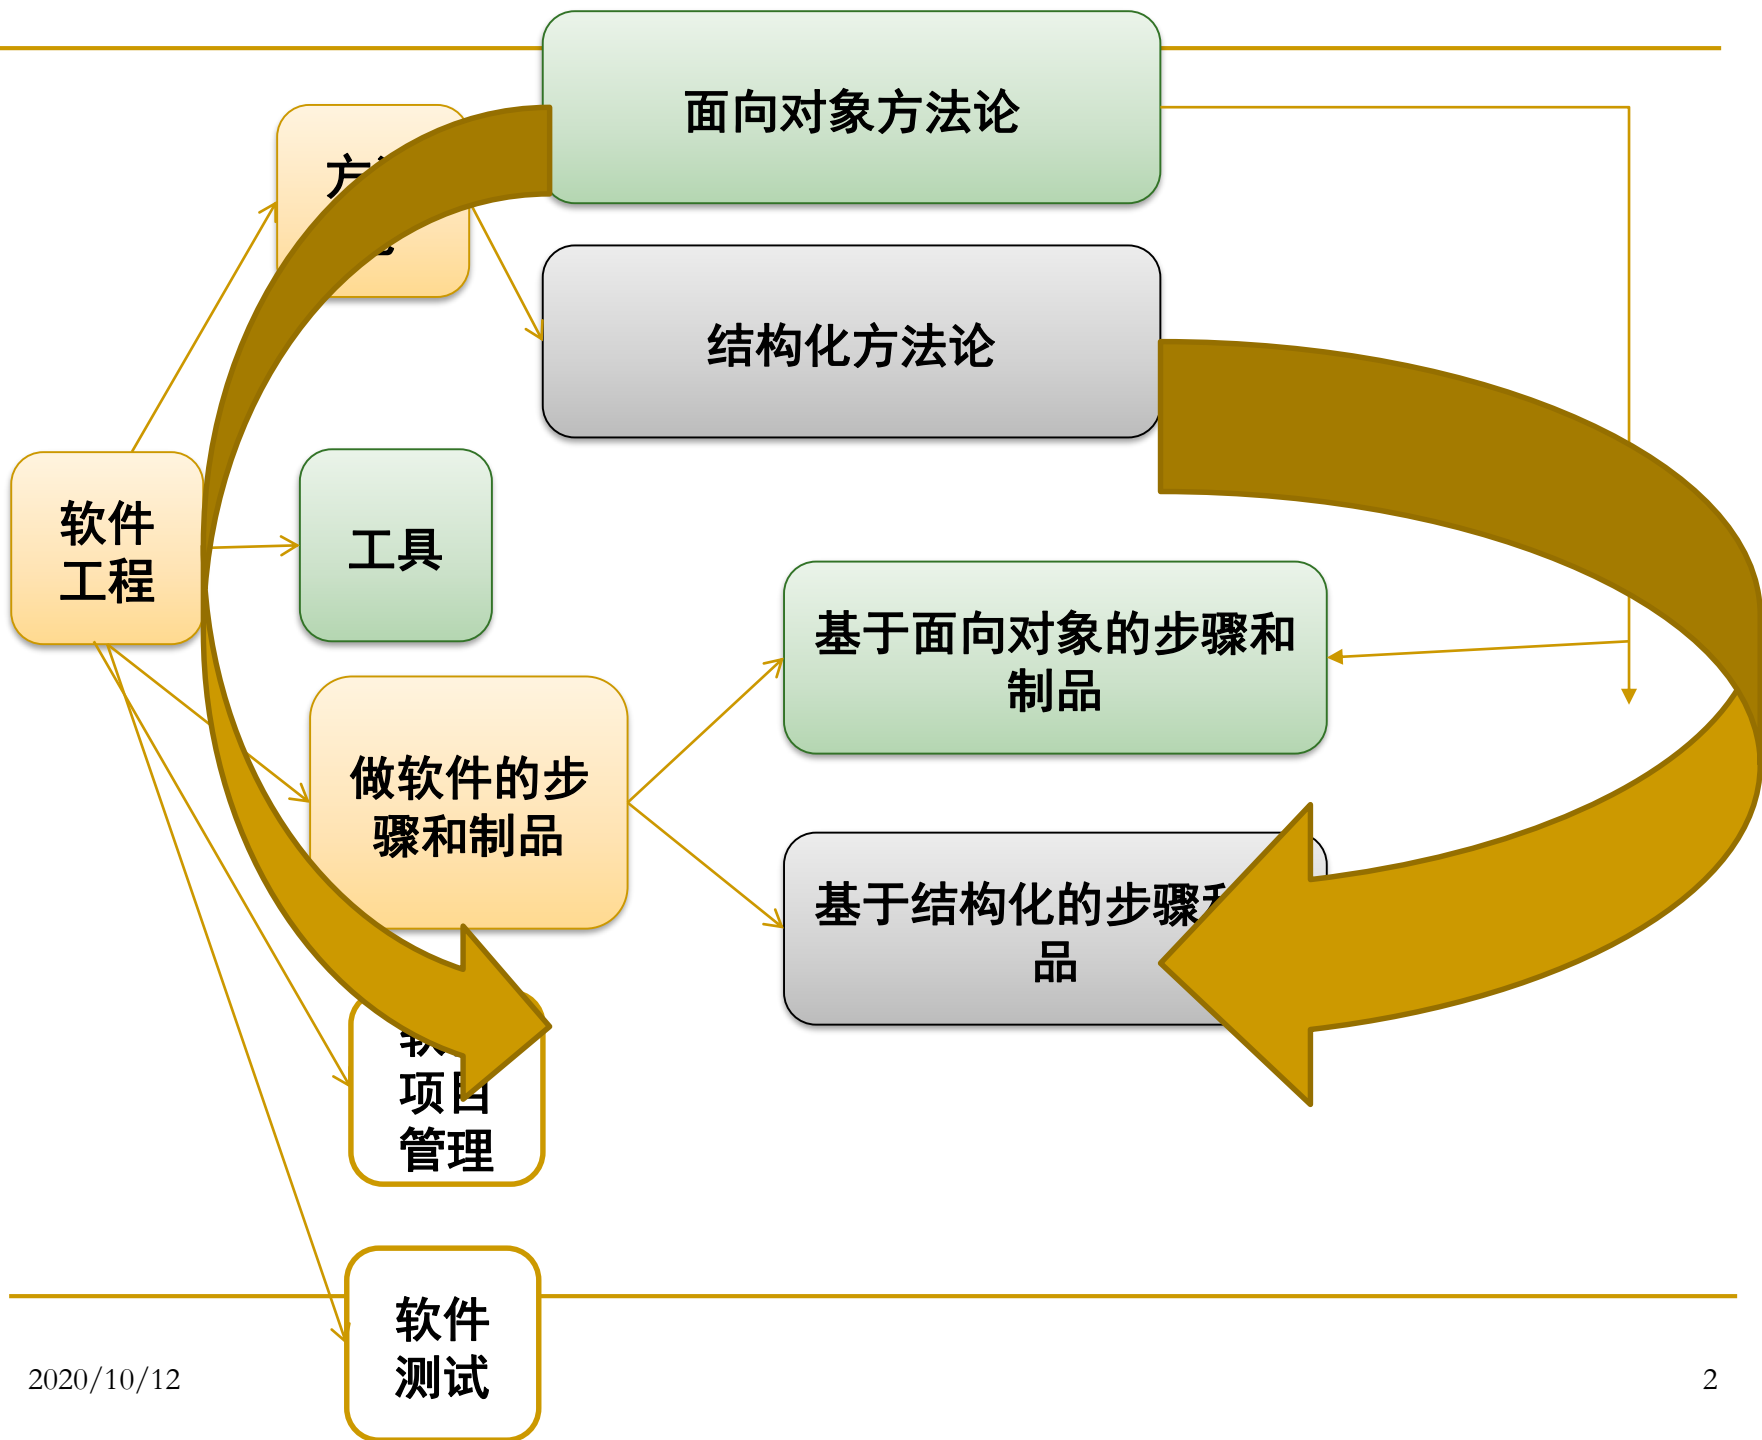 面向对象方法论
方
结构化方法论
软件
工程
工具
基于面向对象的步骤和
制品
做软件的步
骤和制品
基于结构化的步骤
品
项目
管理
软件
测试
2020/10/12
2